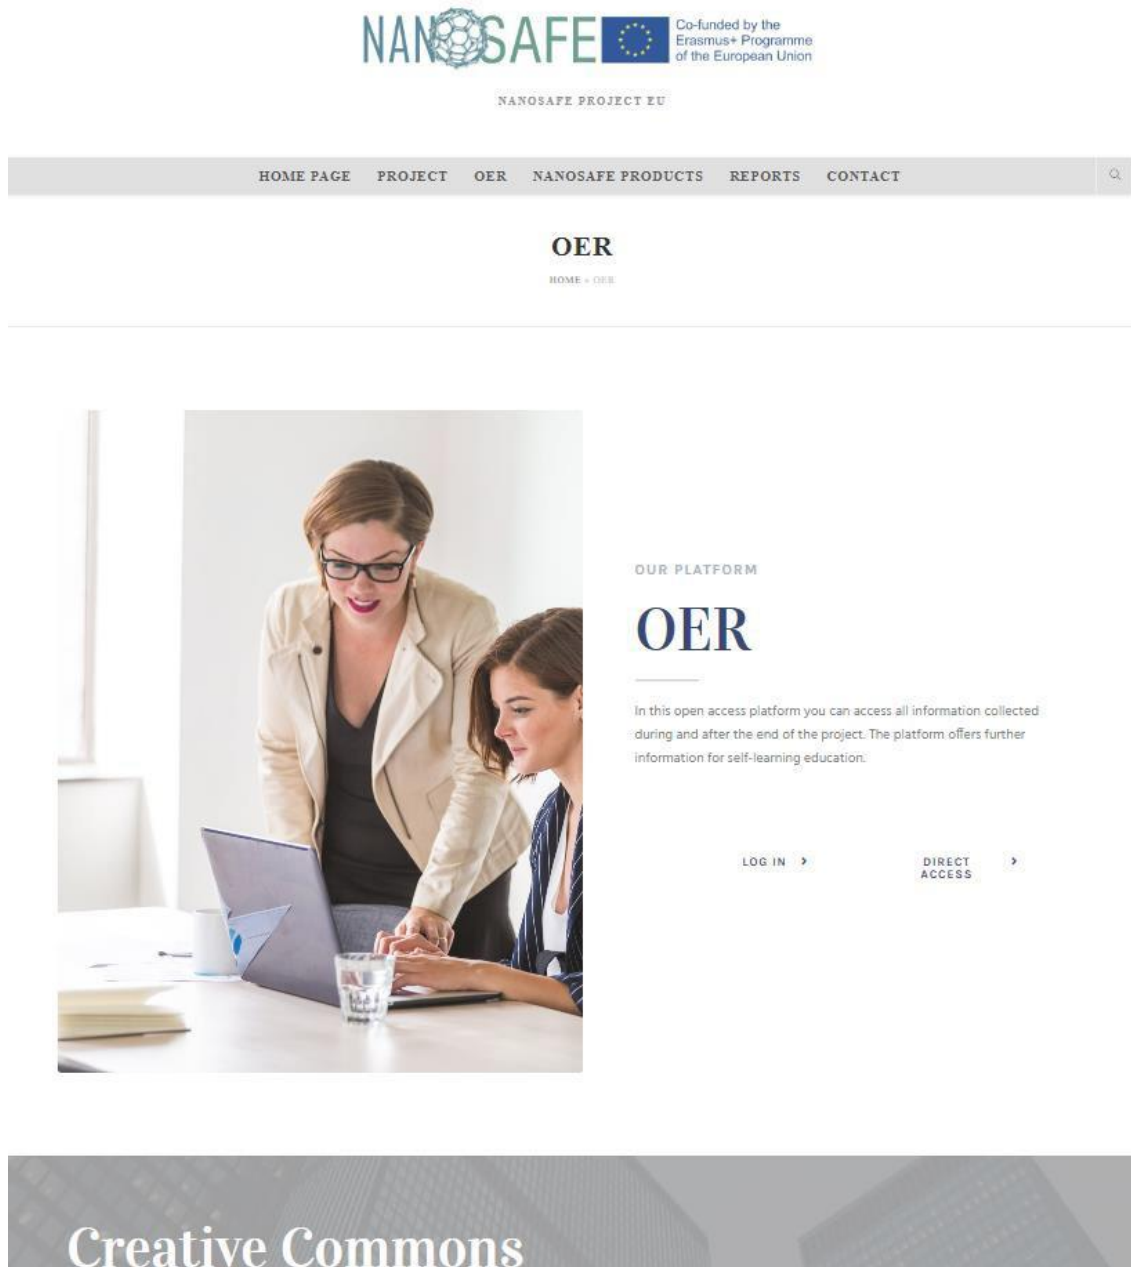 NANOSAFE
Co-funded by the
Erasmus+ Programme
of the European Union
NANOSAFE PROJECT EU
HOME PAGE PROJECT OER NANOSAFE PRODUCTS REPORTS CONTACT
OER
HOME » OER
OUR PLATFORM
OER
In this open access platform you can access all information collected
during and after the end of the project. The platform offers further
information for self-learning education.
LOG IN › DIRECT ›
ACCESS
Creative Commons